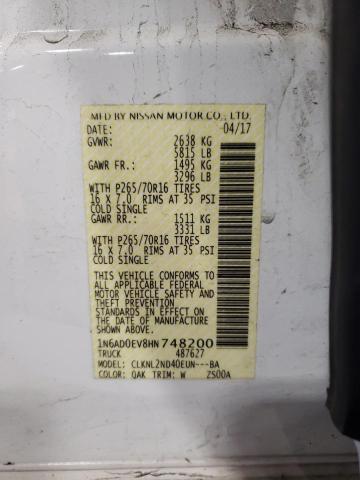 MFD BY NISSAN MOTOR CO., LTD.
DATE: 04/17
GVWR: 2638 KG
5815 LB
GAWR FR.: 1495 KG
3296 LB
WITH P265/70R16 TIRES
16 X 7.0 RIMS AT 35 PSI
COLD SINGLE
GAWR RR.: 1511 KG
3331 LB
WITH P265/70R16 TIRES
16 X 7.0 RIMS AT 35 PSI
COLD SINGLE
THIS VEHICLE CONFORMS TO
ALL APPLICABLE FEDERAL
MOTOR VEHICLE SAFETY AND
THEFT PREVENTION
STANDARDS IN EFFECT ON
THE DATE OF MANUFACTURE
SHOWN ABOVE.
1N6AD0EV8HN748200
TRUCK 487627
MODEL: CLKNL2ND40EUN---BA
COLOR: QAK TRIM: W 2S00A